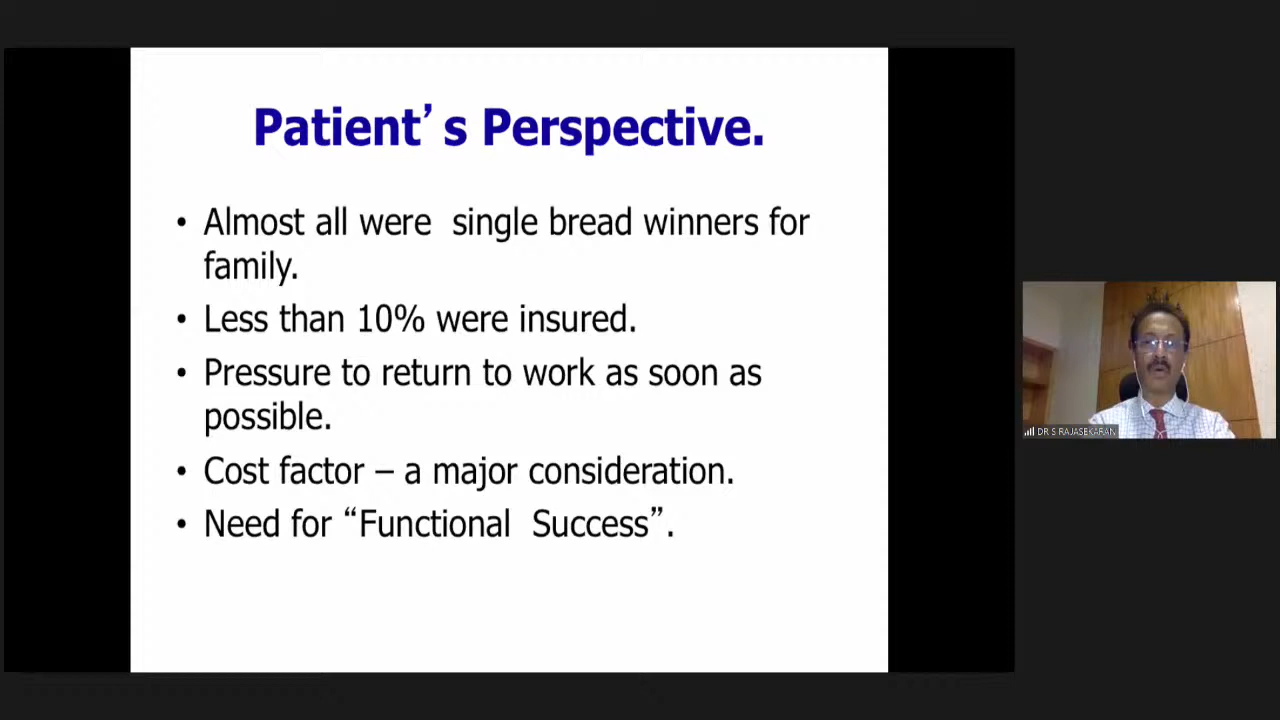 Patient’s Perspective.
• Almost all were single bread winners for
family.
• Less than 10% were insured.
• Pressure to return to work as soon as
possible.
• Cost factor – a major consideration.
• Need for “Functional Success”.
DR S RAJASEKARAN